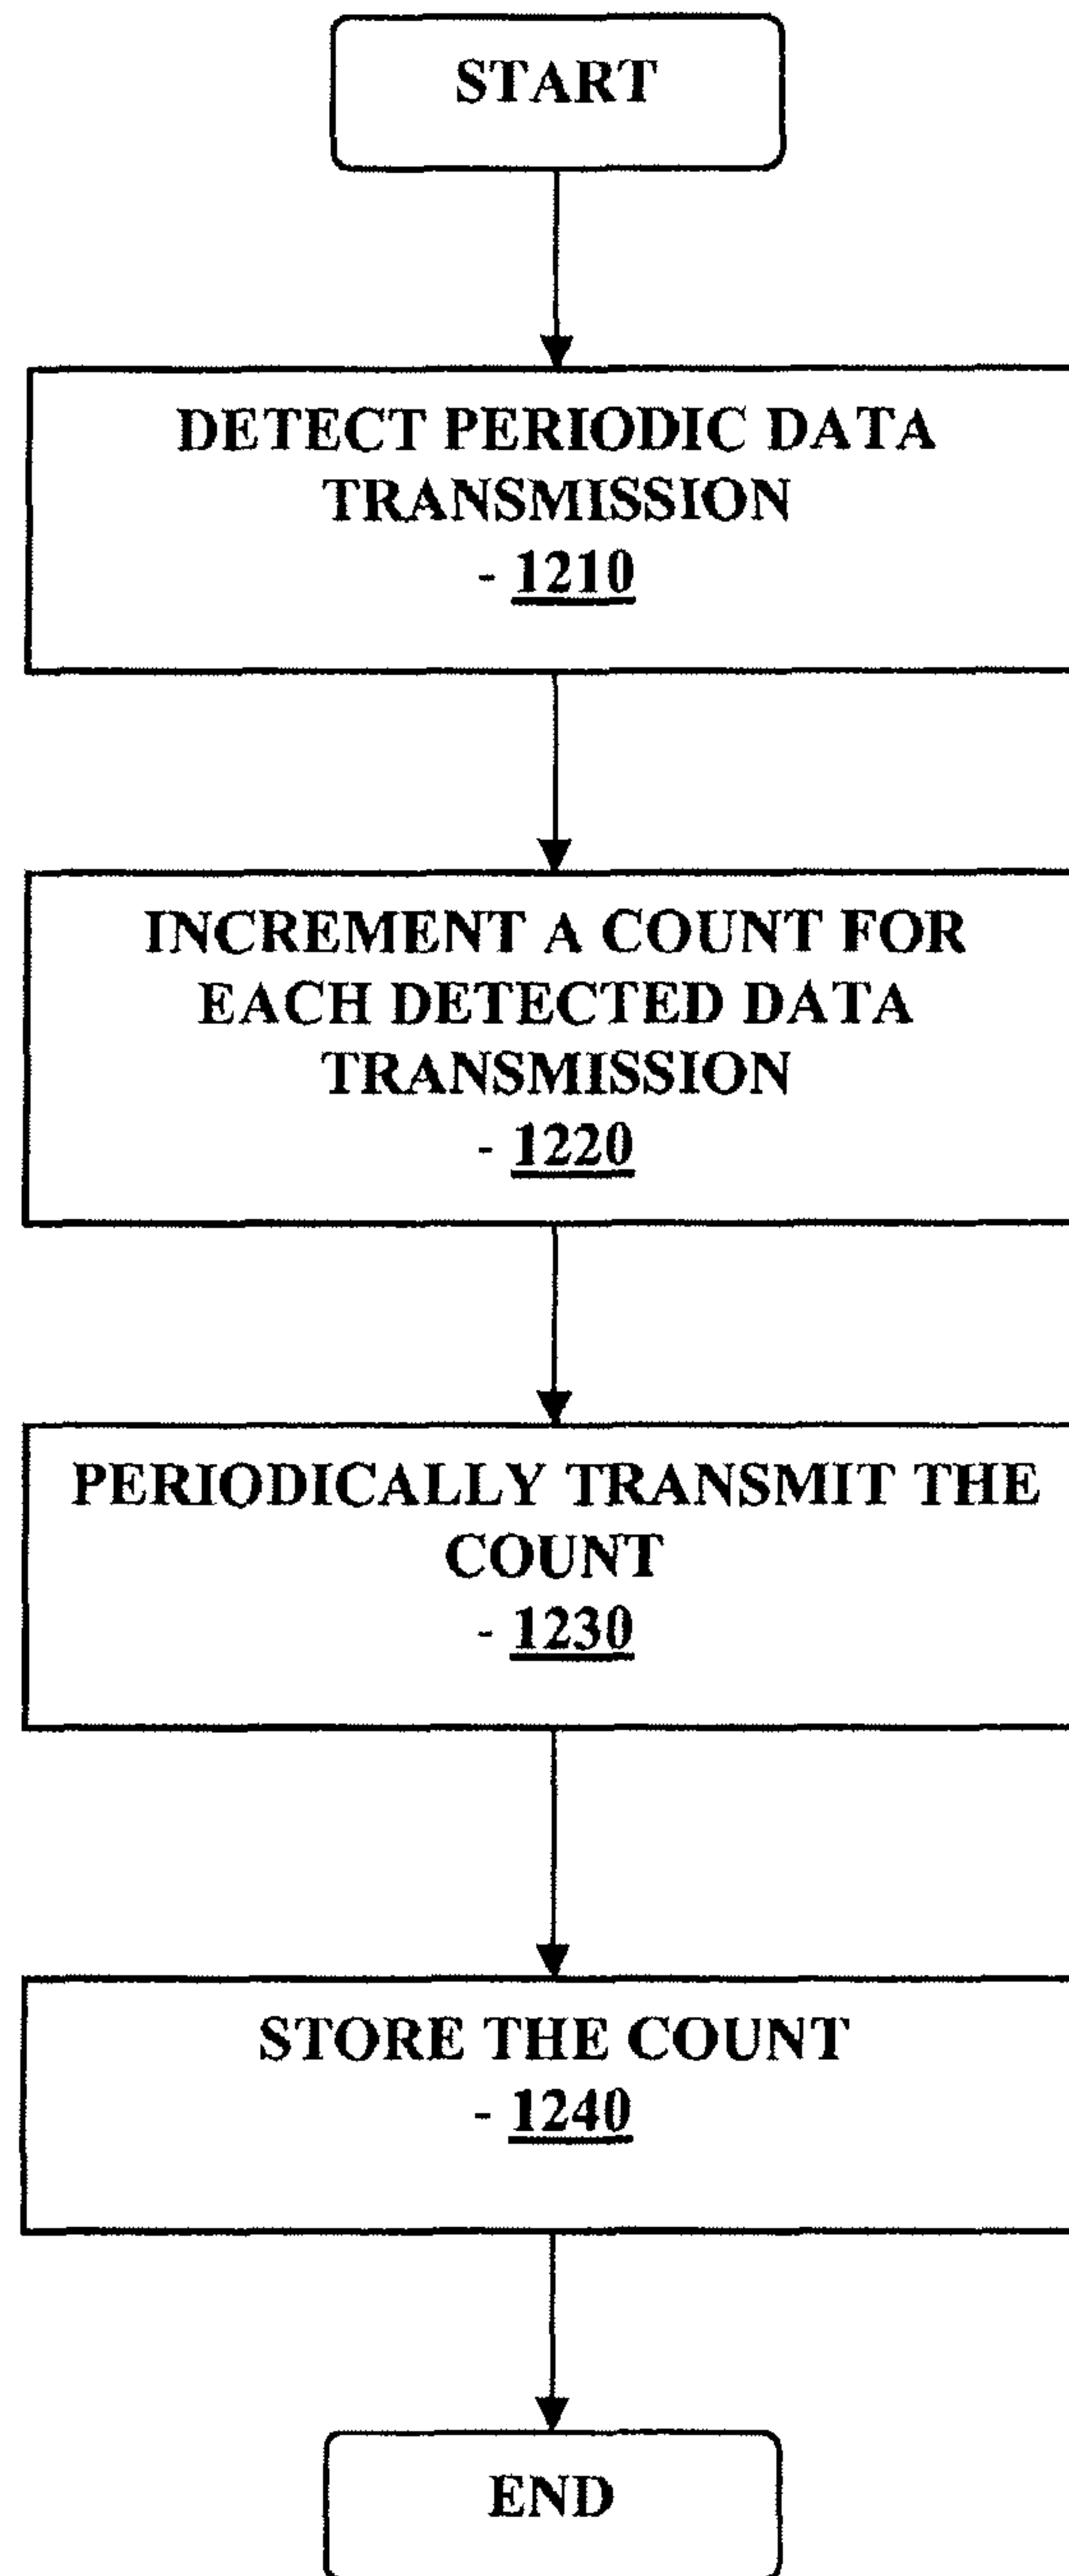 START
DETECT PERIODIC DATA
TRANSMISSION
- 1210
INCREMENT A COUNT FOR
EACH DETECTED DATA
TRANSMISSION
- 1220
PERIODICALLY TRANSMIT THE
COUNT
- 1230
STORE THE COUNT
- 1240
END